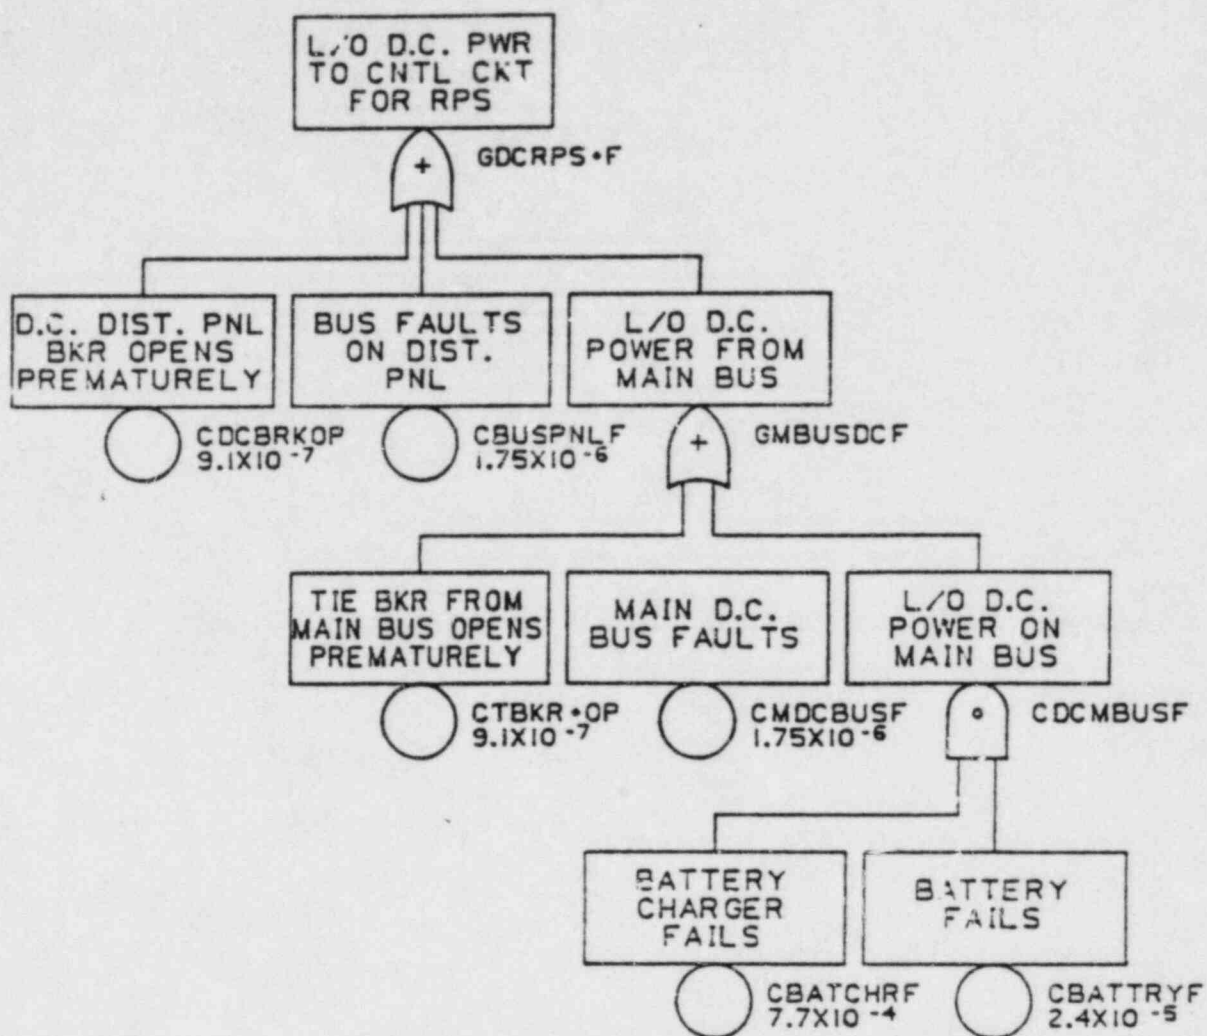 L/O D.C. PWR
TO CNTL CKT
FOR RPS
+
GDCRPS•F
D.C. DIST. PNL
BKR OPENS
PREMATURELY
BUS FAULTS
ON DIST.
PNL
L/O D.C.
POWER FROM
MAIN BUS
CDCBRKOP
9.1X10 -7
CBUSPNLF
1.75X10 -6
+
GMBUSDCF
TIE BKR FROM
MAIN BUS OPENS
PREMATURELY
MAIN D.C.
BUS FAULTS
L/O D.C.
POWER ON
MAIN BUS
CTBKR•OP
9.1X10 -7
CMDCBUSF
1.75X10 -6
CDCMBUSF
BATTERY
CHARGER
FAILS
BATTERY
FAILS
CBATCHRF
7.7X10 -4
CBATTRYF
2.4X10 -5